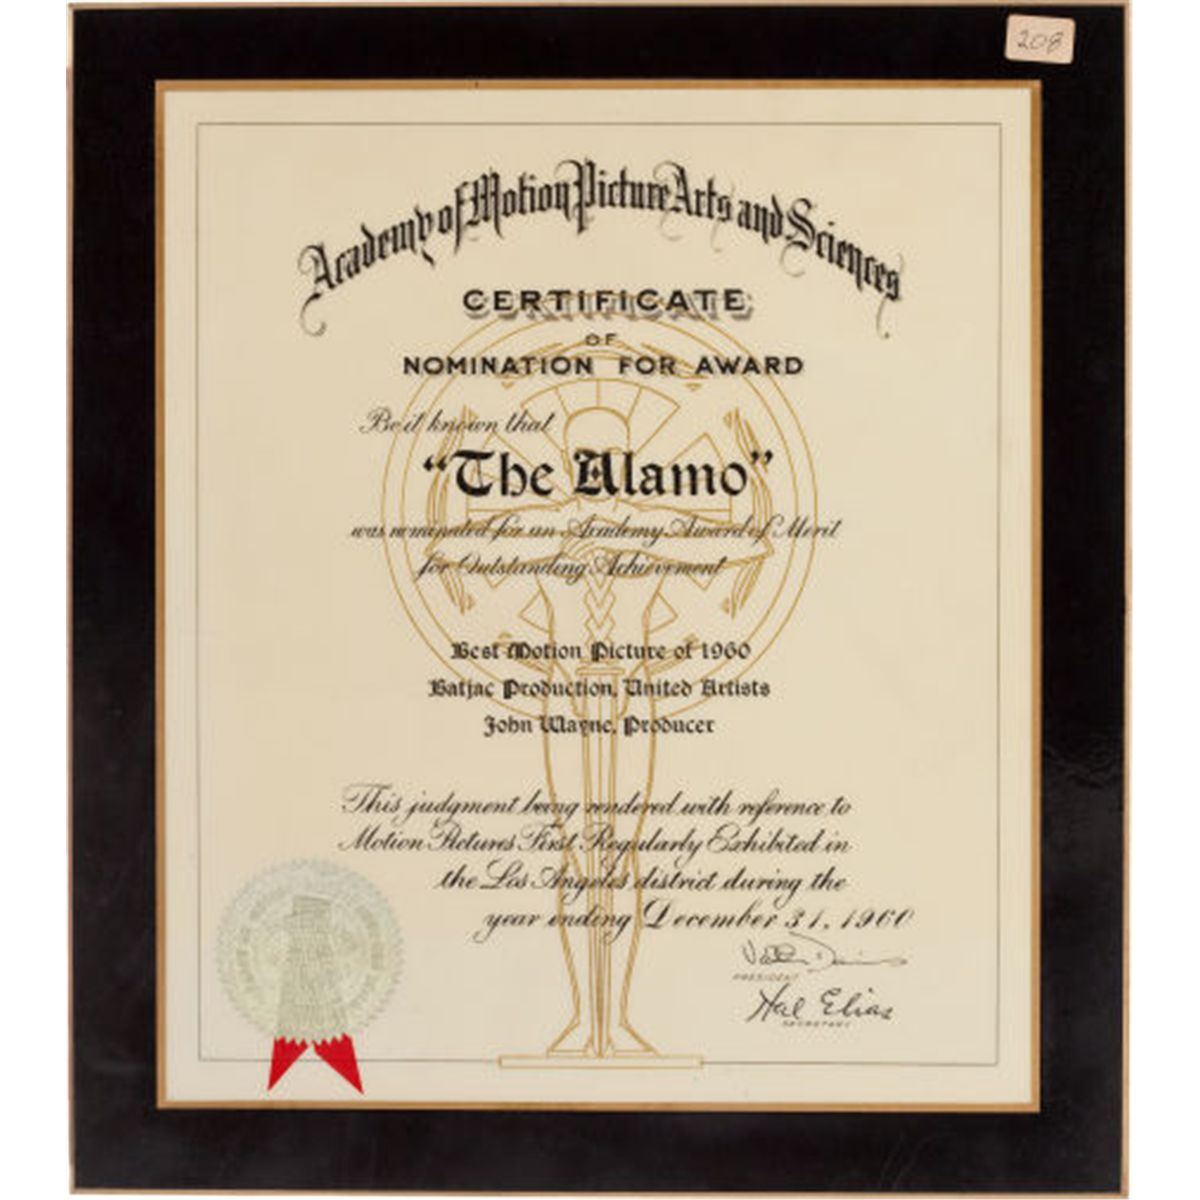 208
Academy of Motion Picture Arts and Sciences
CERTIFICATE
OF
NOMINATION FOR AWARD
Be it known that
"The Alamo"
was nominated for an Academy Award of Merit
for Outstanding Achievement
Best Motion Picture of 1960
Batjac Production, United Artists
John Wayne, Producer
This judgment being rendered with reference to
Motion Pictures First Regularly Exhibited in
the Los Angeles district during the
year ending December 31, 1960
PRESIDENT
Hal Elias
SECRETARY